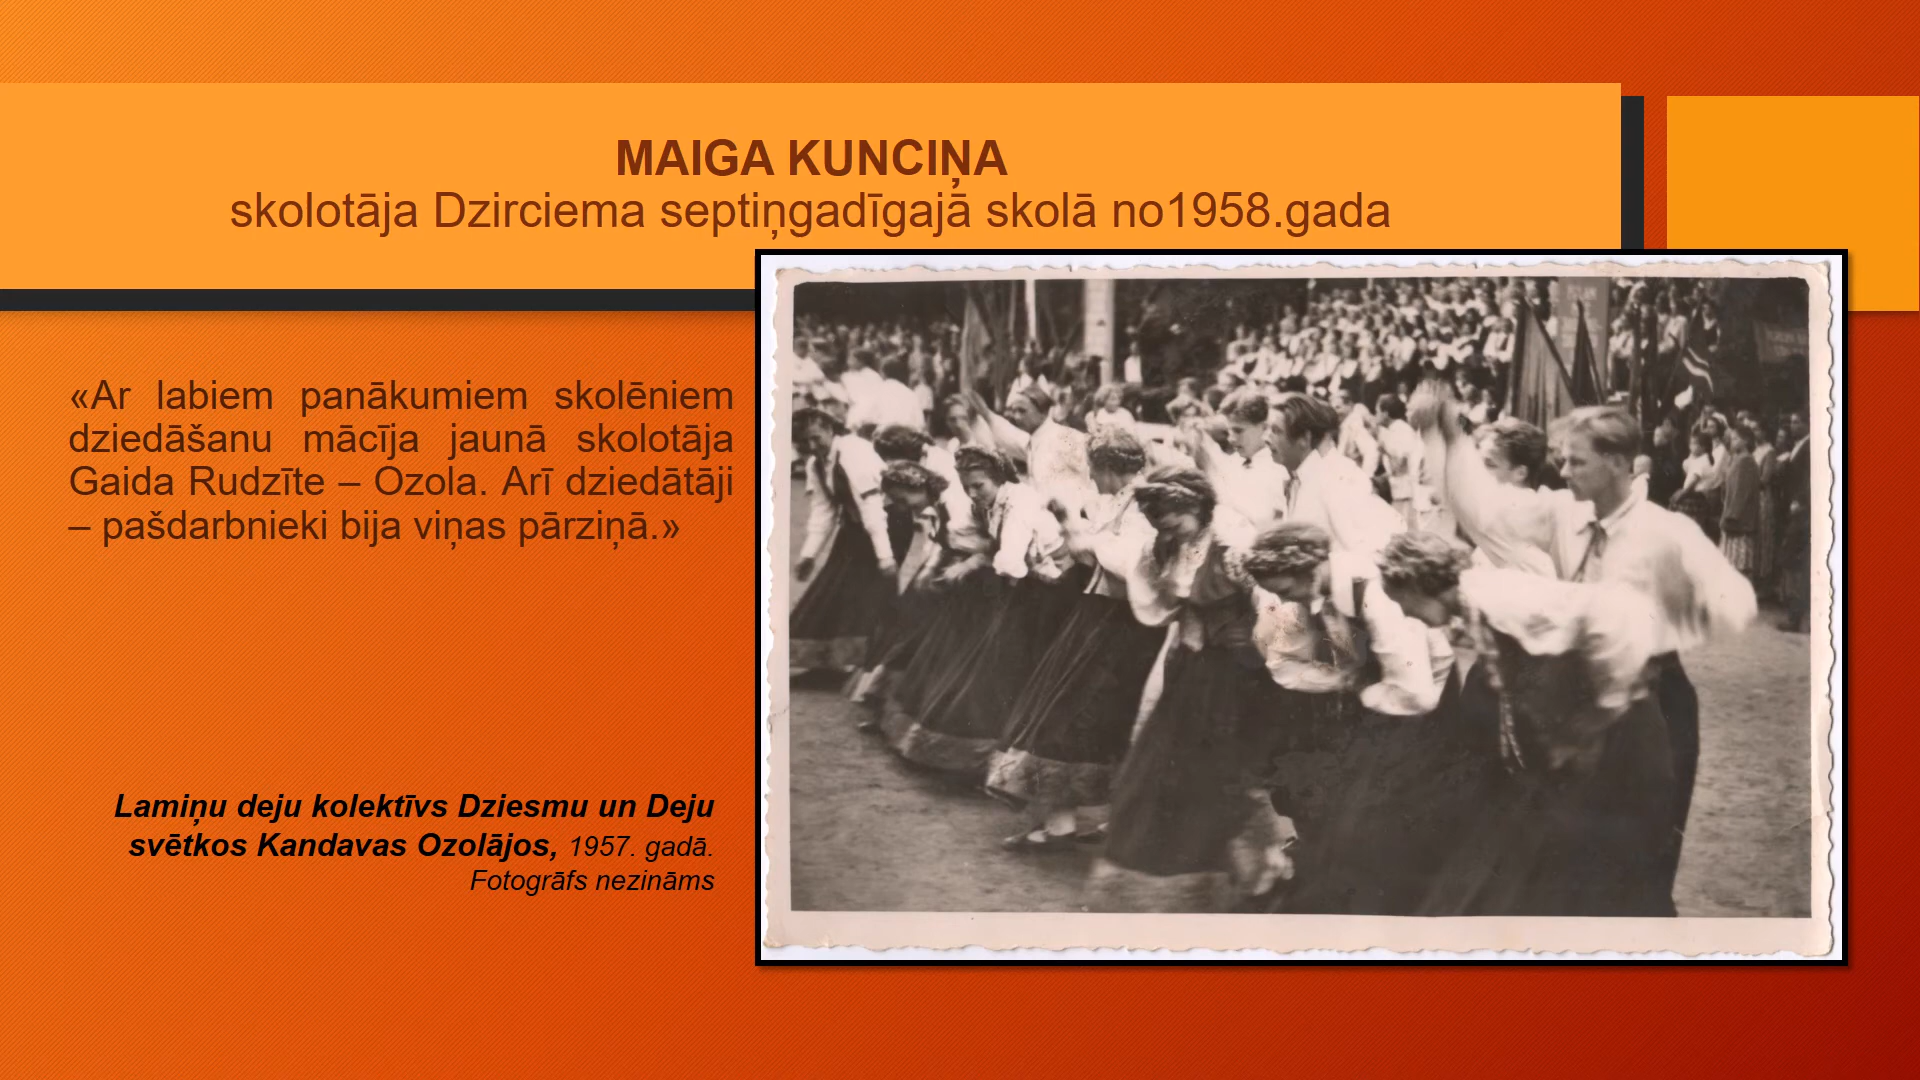 MAIGA KUNCIŅA
skolotāja Dzirciema septiņgadīgajā skolā no1958.gada
«Ar labiem panākumiem skolēniem
dziedāšanu mācīja jaunā skolotāja
Gaida Rudzīte – Ozola. Arī dziedātāji
– pašdarbnieki bija viņas pārziņā.»
Lamiņu deju kolektīvs Dziesmu un Deju
svētkos Kandavas Ozolājos, 1957. gadā.
Fotogrāfs nezināms